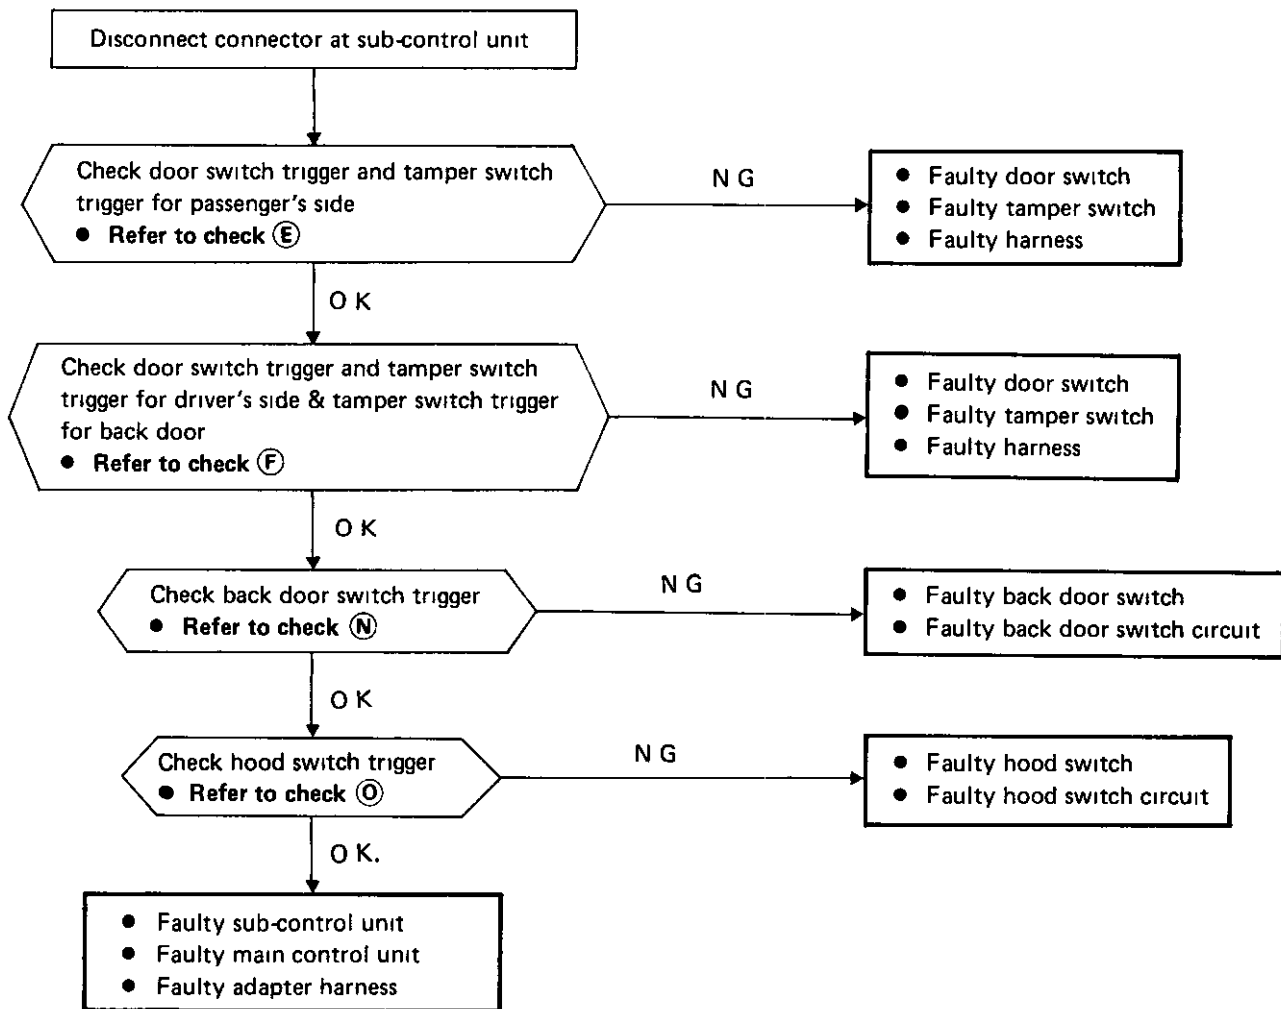 Disconnect connector at sub-control unit
Check door switch trigger and tamper switch
trigger for passenger's side
● Refer to check Ⓔ
N G
● Faulty door switch
● Faulty tamper switch
● Faulty harness
O K
Check door switch trigger and tamper switch
trigger for driver's side & tamper switch trigger
for back door
● Refer to check Ⓕ
N G
● Faulty door switch
● Faulty tamper switch
● Faulty harness
O K
Check back door switch trigger
● Refer to check Ⓝ
N G
● Faulty back door switch
● Faulty back door switch circuit
O K
Check hood switch trigger
● Refer to check Ⓞ
N G
● Faulty hood switch
● Faulty hood switch circuit
O K.
● Faulty sub-control unit
● Faulty main control unit
● Faulty adapter harness